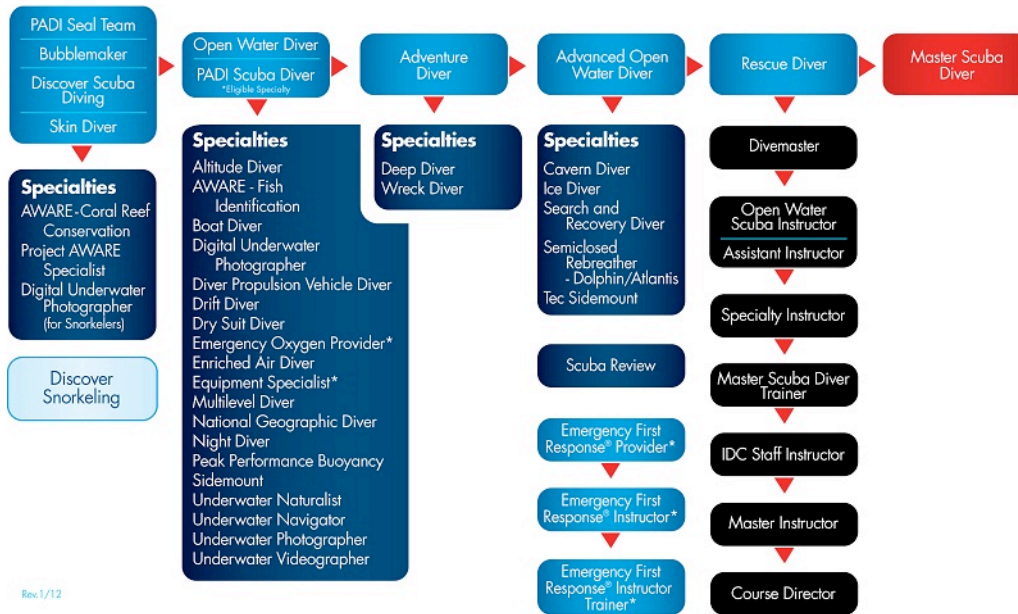 PADI Seal Team
Bubblemaker
Discover Scuba
Diving
Skin Diver
Specialties
AWARE-Coral Reef
Conservation
Project AWARE
Specialist
Digital Underwater
Photographer
(for Snorkelers)
Discover
Snorkeling
Open Water Diver
PADI Scuba Diver
*Eligible Specialty
Specialties
Altitude Diver
AWARE - Fish
Identification
Boat Diver
Digital Underwater
Photographer
Diver Propulsion Vehicle Diver
Drift Diver
Dry Suit Diver
Emergency Oxygen Provider*
Enriched Air Diver
Equipment Specialist*
Multilevel Diver
National Geographic Diver
Night Diver
Peak Performance Buoyancy
Sidemount
Underwater Naturalist
Underwater Navigator
Underwater Photographer
Underwater Videographer
Adventure
Diver
Specialties
Deep Diver
Wreck Diver
Advanced Open
Water Diver
Specialties
Cavern Diver
Ice Diver
Search and
Recovery Diver
Semiclosed
Rebreather
- Dolphin/Atlantis
Tec Sidemount
Scuba Review
Emergency First
Response® Provider*
Emergency First
Response® Instructor*
Emergency First
Response® Instructor
Trainer*
Rescue Diver
Divemaster
Open Water
Scuba Instructor
Assistant Instructor
Specialty Instructor
Master Scuba Diver
Trainer
IDC Staff Instructor
Master Instructor
Course Director
Master Scuba
Diver
Rev.1/12